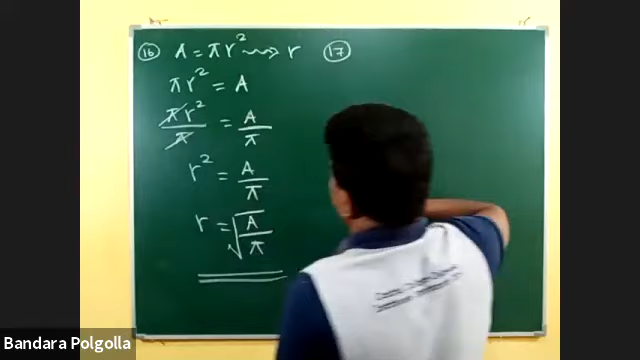 (16) A = πr² ⇝ r
πr² = A
πr²/π = A/π
r² = A/π
r = √(A/π)
(17)
Bandara Polgolla